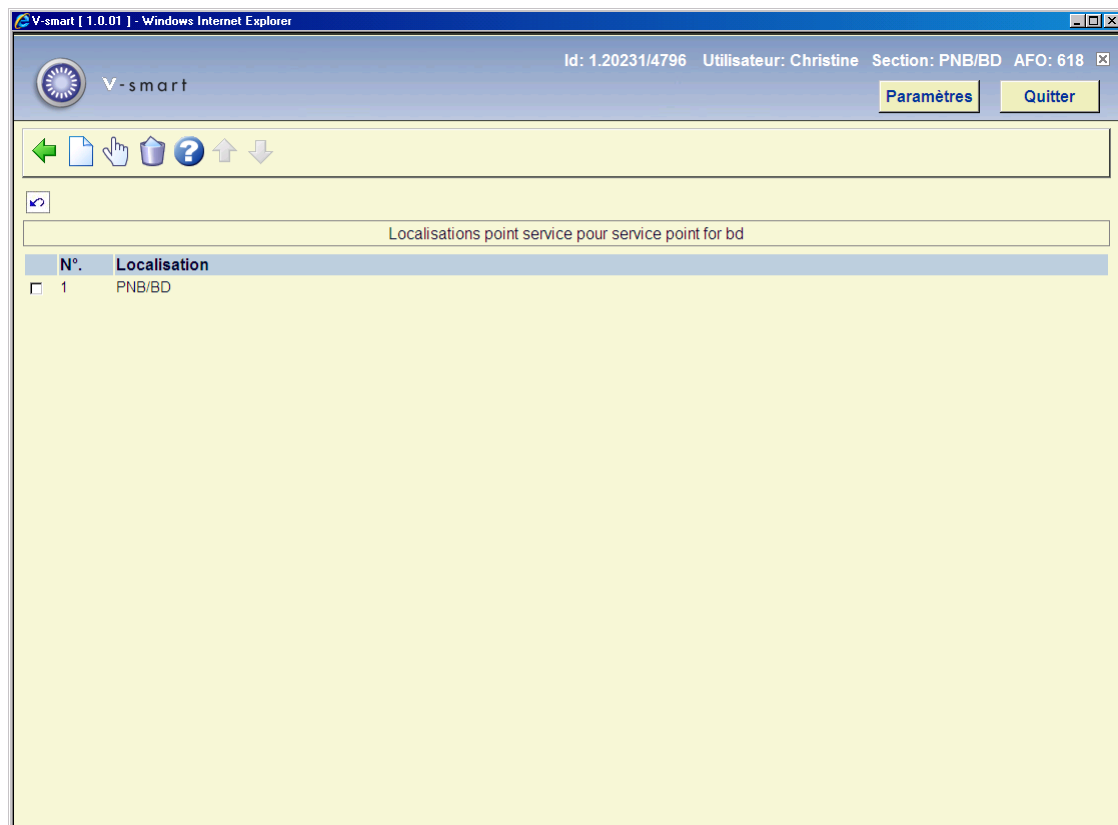 V-smart [ 1.0.01 ] - Windows Internet Explorer
Id: 1.20231/4796 Utilisateur: Christine Section: PNB/BD AFO: 618
V-smart
Paramètres Quitter
Localisations point service pour service point for bd
N°. Localisation
1 PNB/BD